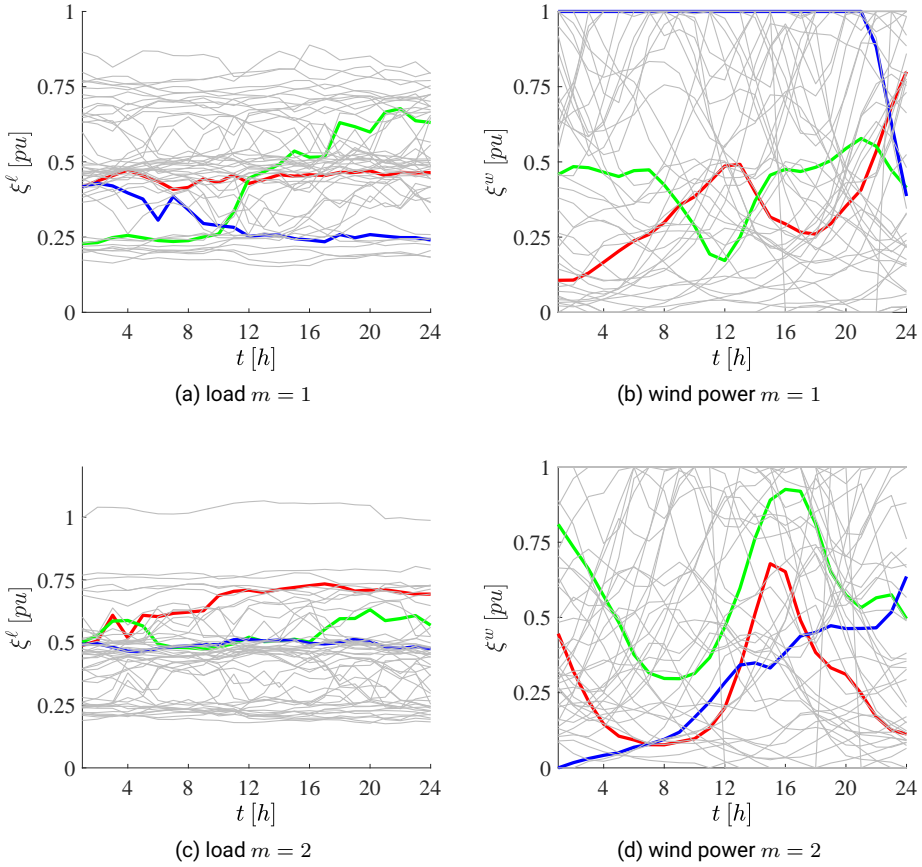 1
0.75
0.5
0.25
0
ξ^ℓ [pu]
4 8 12 16 20 24
t [h]
(a) load m = 1
1
0.75
0.5
0.25
0
ξ^w [pu]
4 8 12 16 20 24
t [h]
(b) wind power m = 1
1
0.75
0.5
0.25
0
ξ^ℓ [pu]
4 8 12 16 20 24
t [h]
(c) load m = 2
1
0.75
0.5
0.25
0
ξ^w [pu]
4 8 12 16 20 24
t [h]
(d) wind power m = 2